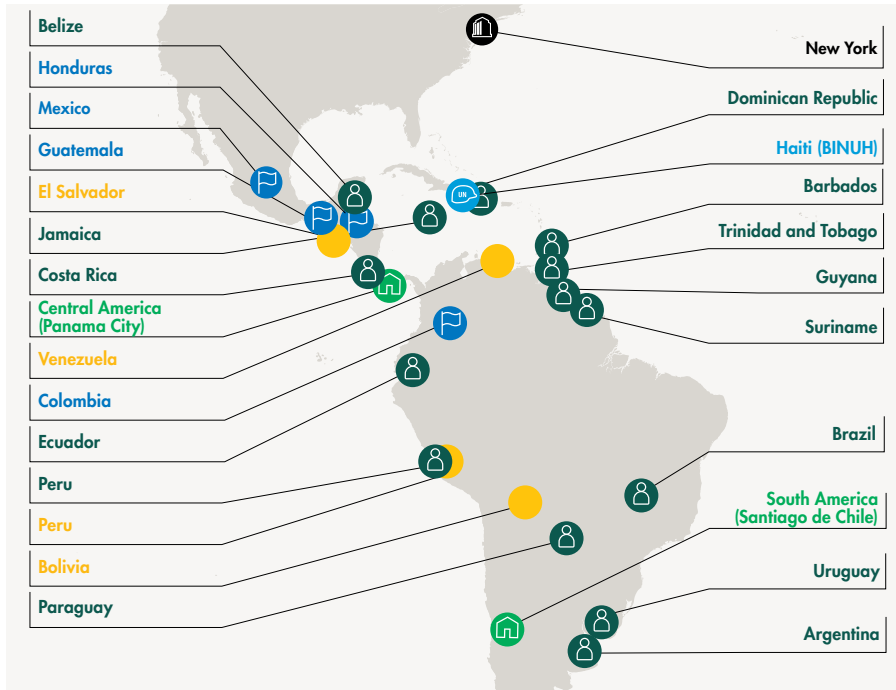 Belize
Honduras
Mexico
Guatemala
El Salvador
Jamaica
Costa Rica
Central America
(Panama City)
Venezuela
Colombia
Ecuador
Peru
Peru
Bolivia
Paraguay
New York
Dominican Republic
Haiti (BINUH)
Barbados
Trinidad and Tobago
Guyana
Suriname
Brazil
South America
(Santiago de Chile)
Uruguay
Argentina
UN